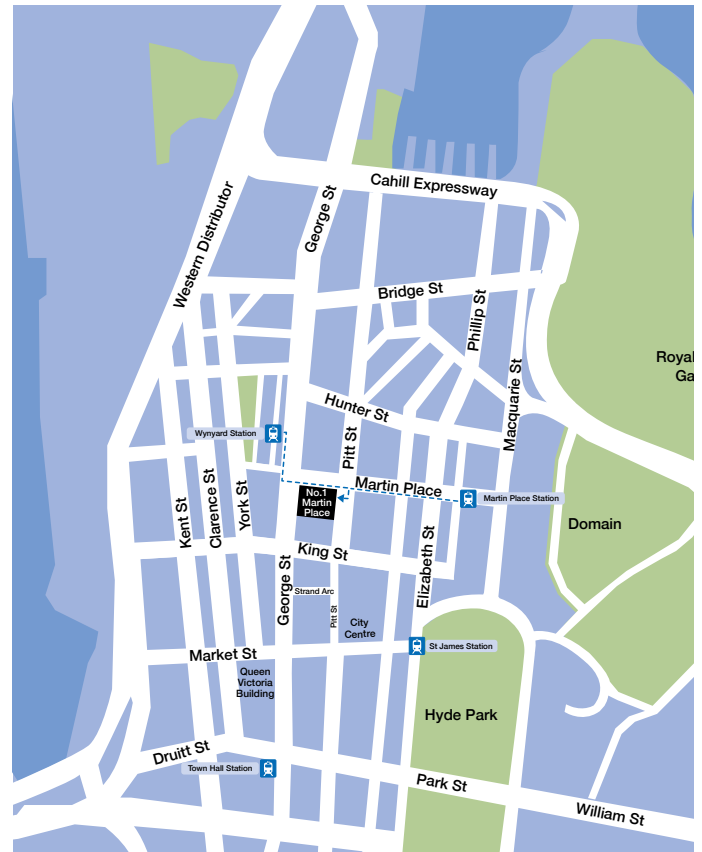 Cahill Expressway
George St
Western Distributor
Bridge St
Phillip St
Royal
Ga
Macquarie St
Hunter St
Wynyard Station
Pitt St
Martin Place
No.1
Martin
Place
Martin Place Station
Kent St
Clarence St
York St
Domain
King St
Elizabeth St
George St
Strand Arc
Pitt St
City
Centre
Market St
St James Station
Queen
Victoria
Building
Hyde Park
Druitt St
Town Hall Station
Park St
William St